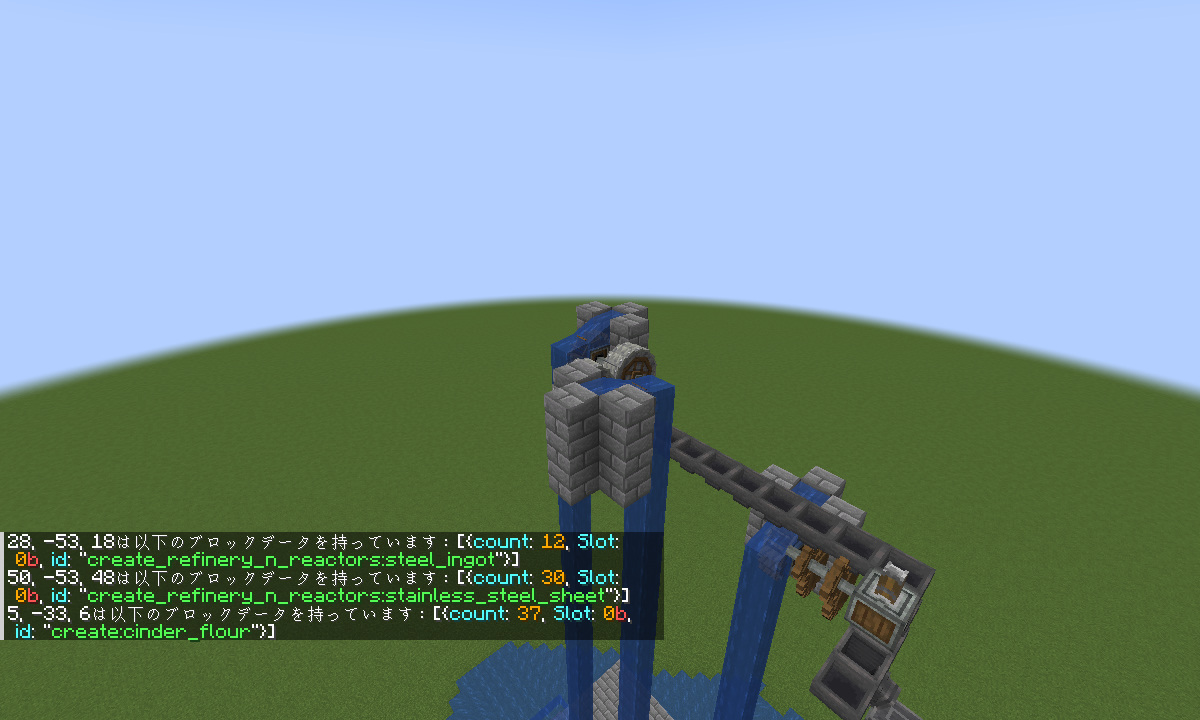 28, -53, 18は以下のブロックデータを持っています：[{count: 12, Slot:
0b, id: "create_refinery_n_reactors:steel_ingot"}]
50, -53, 48は以下のブロックデータを持っています：[{count: 30, Slot:
0b, id: "create_refinery_n_reactors:stainless_steel_sheet"}]
5, -33, 6は以下のブロックデータを持っています：[{count: 37, Slot: 0b,
id: "create:cinder_flour"}]